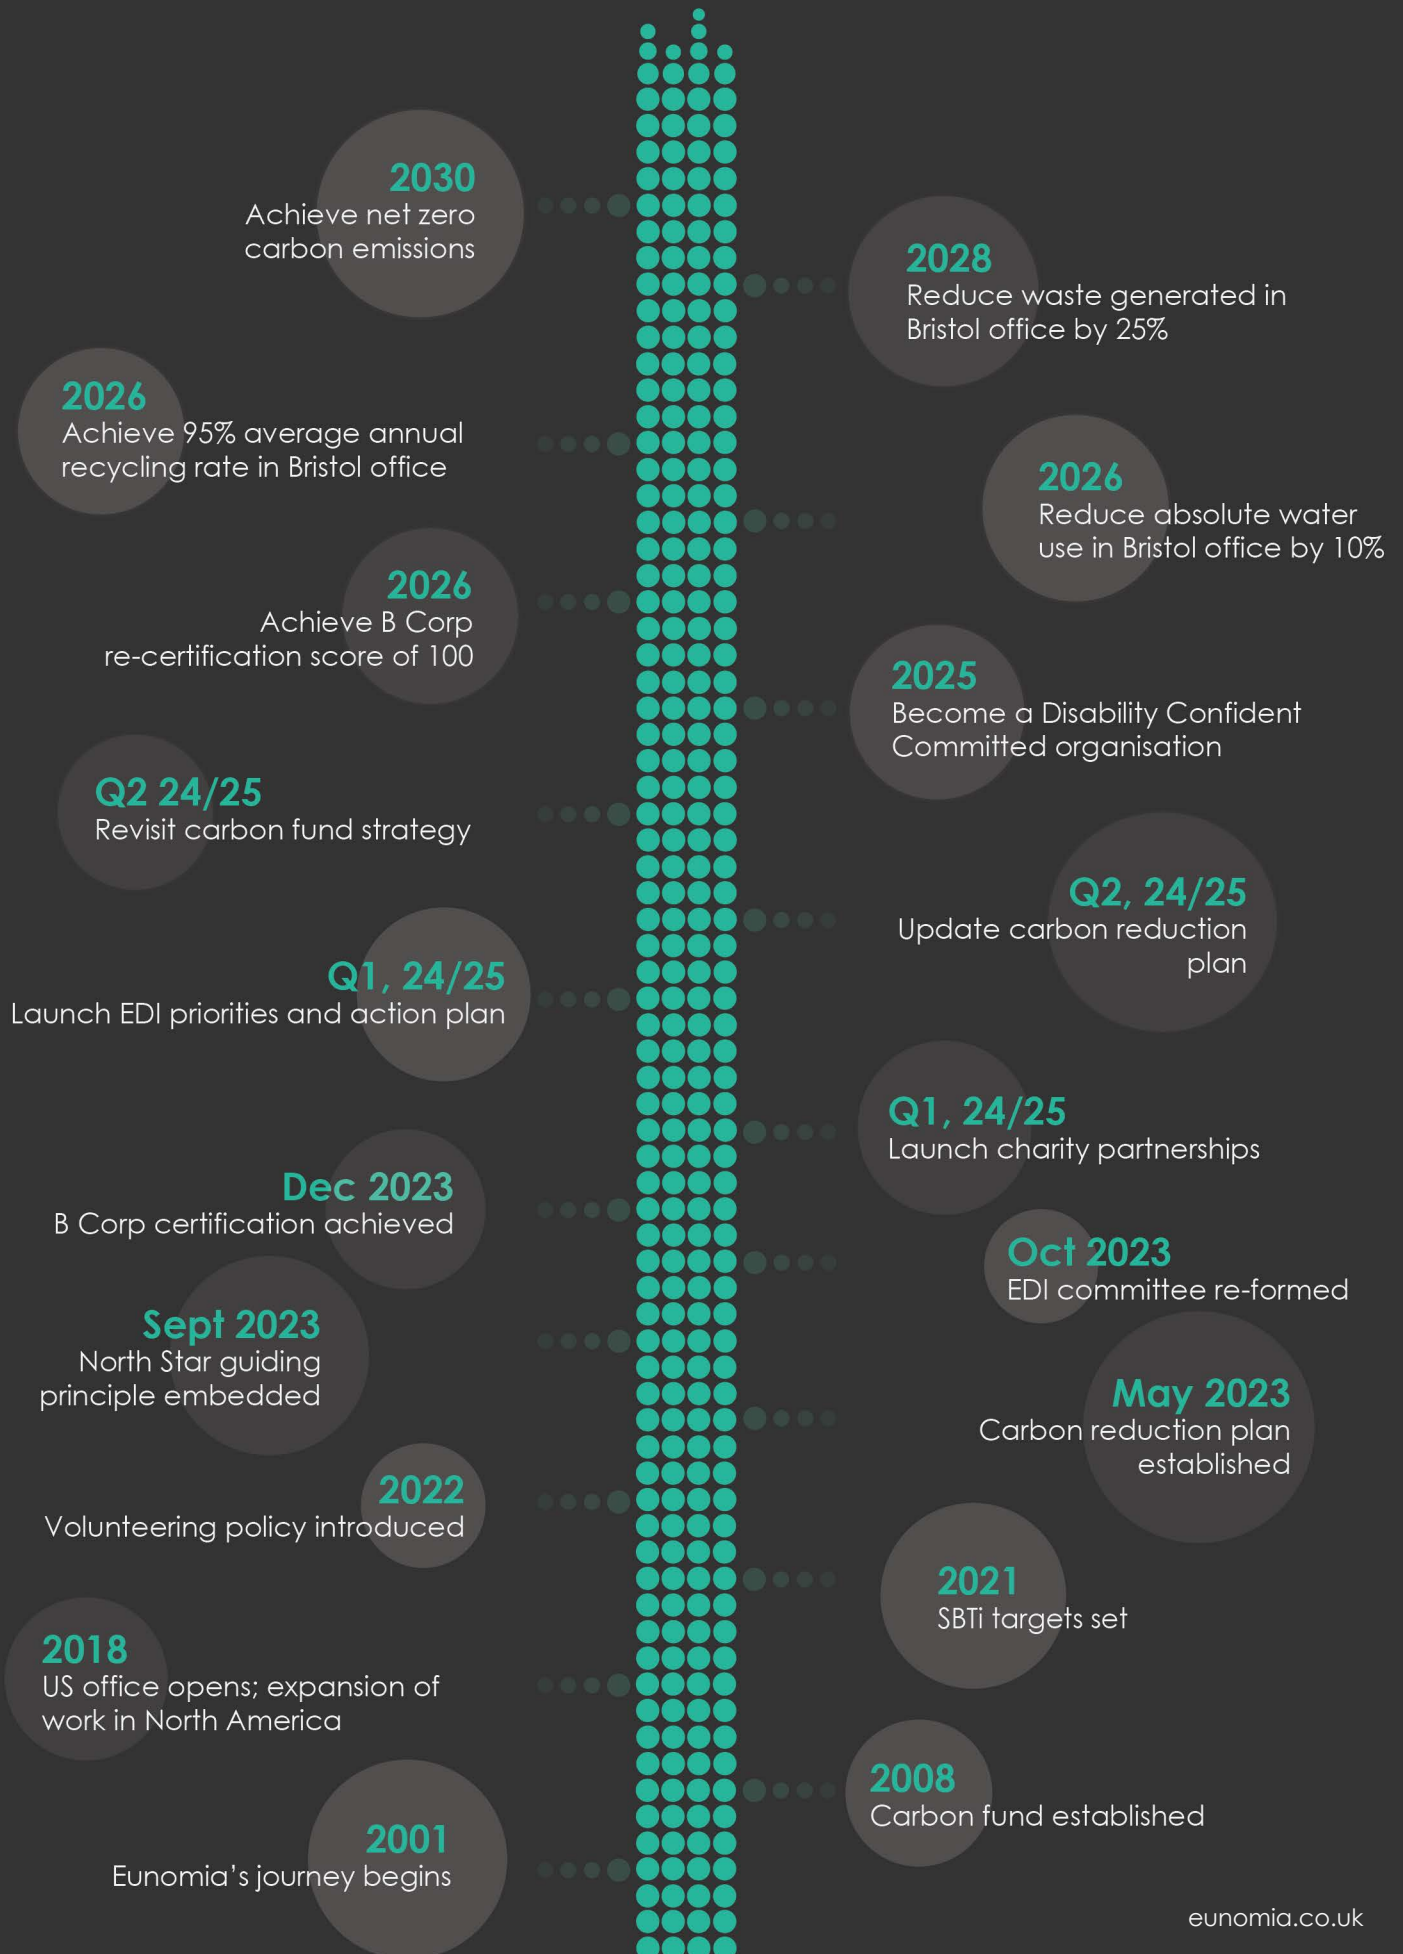 2030
Achieve net zero
carbon emissions
2028
Reduce waste generated in
Bristol office by 25%
2026
Achieve 95% average annual
recycling rate in Bristol office
2026
Reduce absolute water
use in Bristol office by 10%
2026
Achieve B Corp
re-certification score of 100
2025
Become a Disability Confident
Committed organisation
Q2 24/25
Revisit carbon fund strategy
Q2, 24/25
Update carbon reduction
plan
Q1, 24/25
Launch EDI priorities and action plan
Q1, 24/25
Launch charity partnerships
Dec 2023
B Corp certification achieved
Oct 2023
EDI committee re-formed
Sept 2023
North Star guiding
principle embedded
May 2023
Carbon reduction plan
established
2022
Volunteering policy introduced
2021
SBTi targets set
2018
US office opens; expansion of
work in North America
2008
Carbon fund established
2001
Eunomia's journey begins
eunomia.co.uk